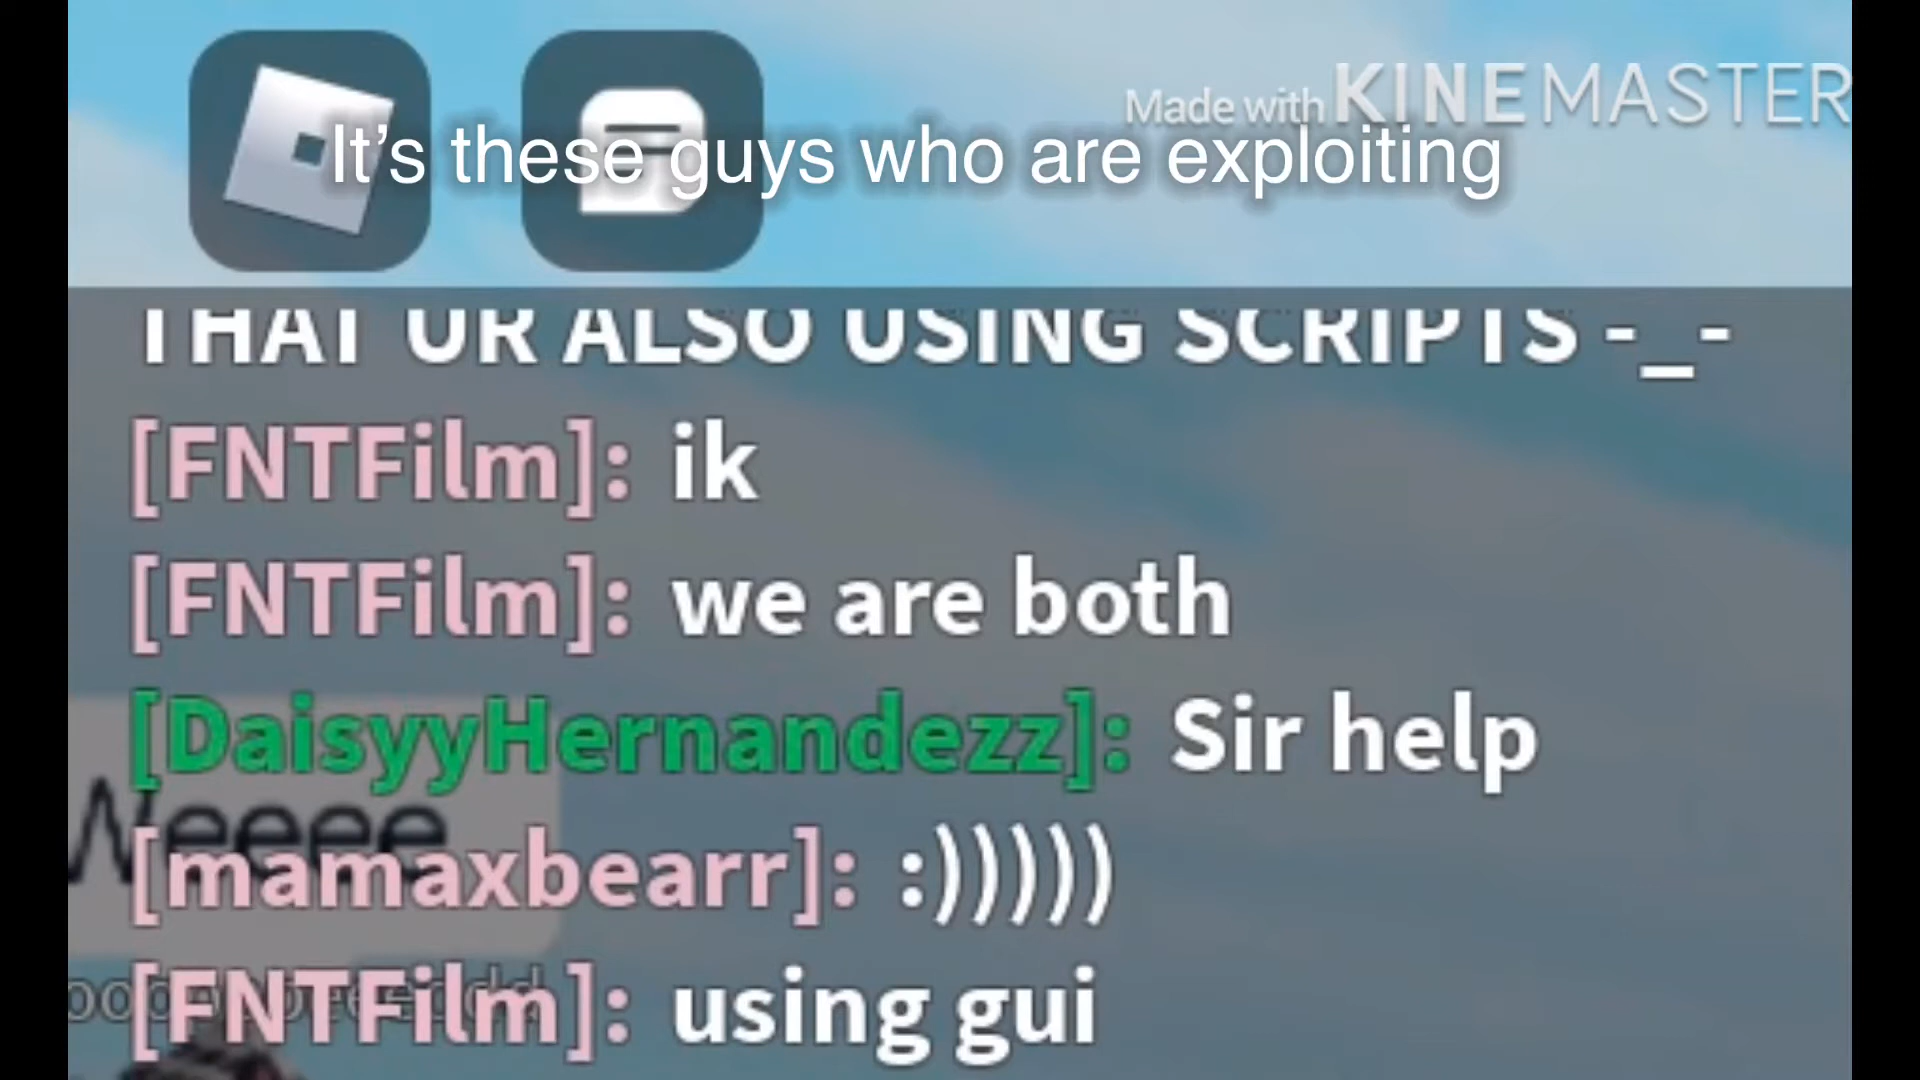 Made with KINEMASTER
It's these guys who are exploiting
THAT UR ALSO USING SCRIPTS -_-
[FNTFilm]: ik
[FNTFilm]: we are both
[DaisyyHernandezz]: Sir help
Weeee
[mamaxbearr]: :)))))
[FNTFilm]: using gui